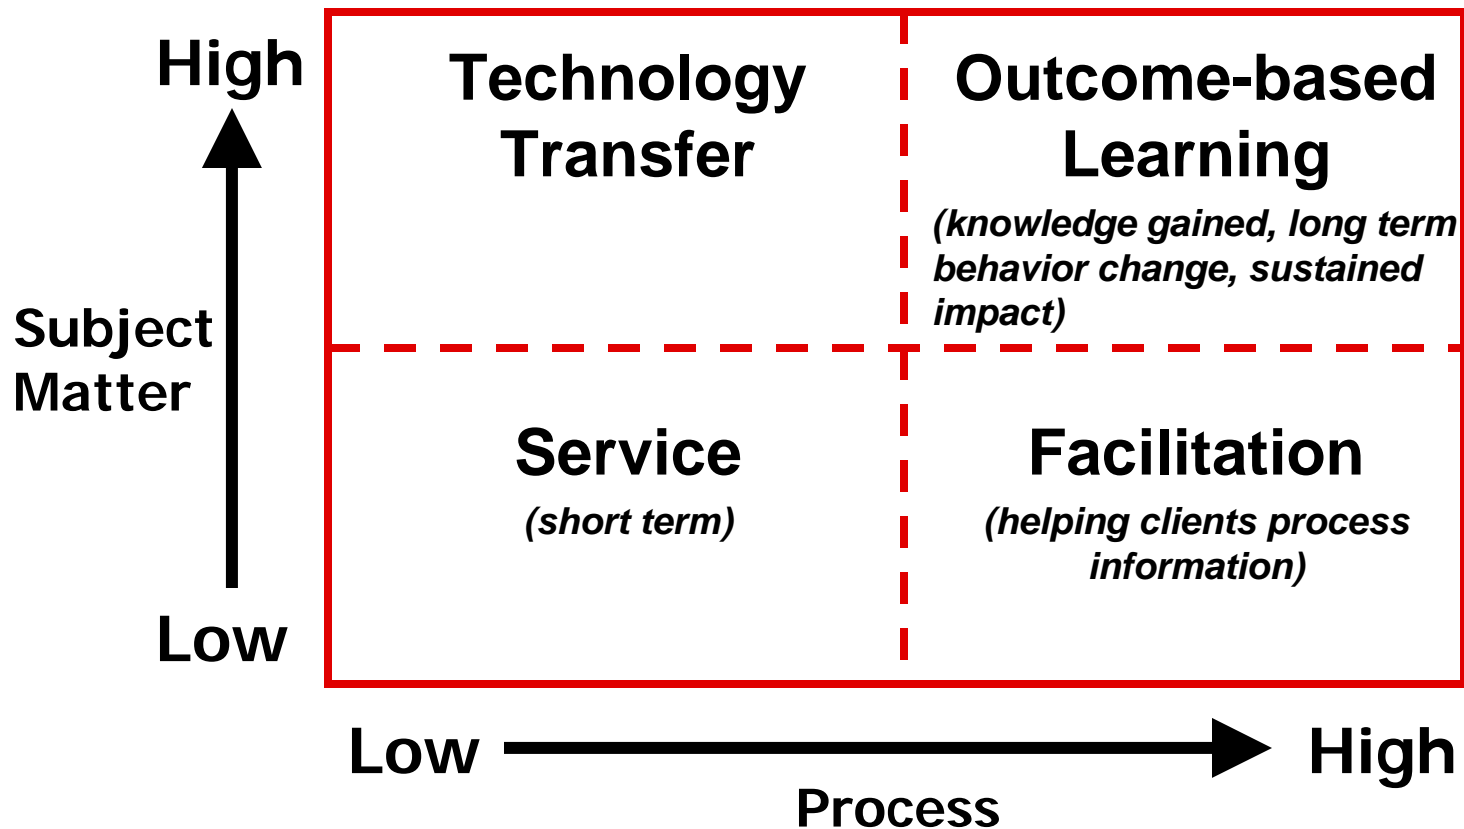 High
Technology
Transfer
Outcome-based
Learning
(knowledge gained, long term
behavior change, sustained
impact)
Subject
Matter
Service
(short term)
Facilitation
(helping clients process
information)
Low
Low
High
Process